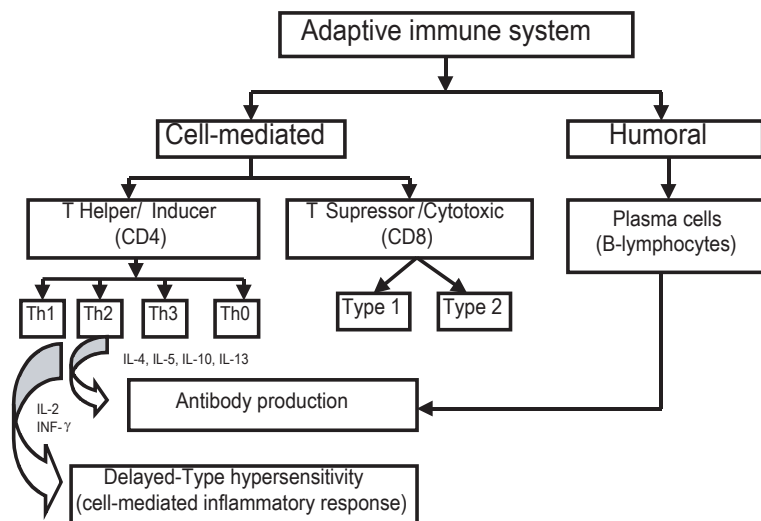 Adaptive immune system
Cell-mediated
Humoral
T Helper/ Inducer
(CD4)
T Supressor/Cytotoxic
(CD8)
Plasma cells
(B-lymphocytes)
Th1
Th2
Th3
Th0
Type 1
Type 2
IL-4, IL-5, IL-10, IL-13
IL-2
INF-γ
Antibody production
Delayed-Type hypersensitivity
(cell-mediated inflammatory response)